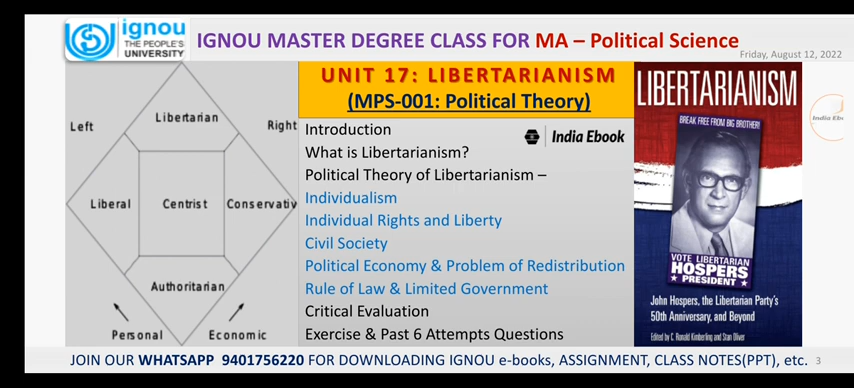 ignou
THE PEOPLE'S
UNIVERSITY
IGNOU MASTER DEGREE CLASS FOR MA – Political Science
Friday, August 12, 2022
UNIT 17: LIBERTARIANISM
(MPS-001: Political Theory)
Left
Libertarian
Right
Liberal
Centrist
Conservativ
Authoritarian
Personal
Economic
Introduction
India Ebook
What is Libertarianism?
Political Theory of Libertarianism –
Individualism
Individual Rights and Liberty
Civil Society
Political Economy & Problem of Redistribution
Rule of Law & Limited Government
Critical Evaluation
Exercise & Past 6 Attempts Questions
LIBERTARIANISM
BREAK FREE FROM BIG BROTHER!
VOTE LIBERTARIAN
HOSPERS
PRESIDENT
John Hospers, the Libertarian Party's
50th Anniversary, and Beyond
Edited by C. Ronald Kimberling and Stan Oliver
India Eb
JOIN OUR WHATSAPP 9401756220 FOR DOWNLOADING IGNOU e-books, ASSIGNMENT, CLASS NOTES(PPT), etc.
3